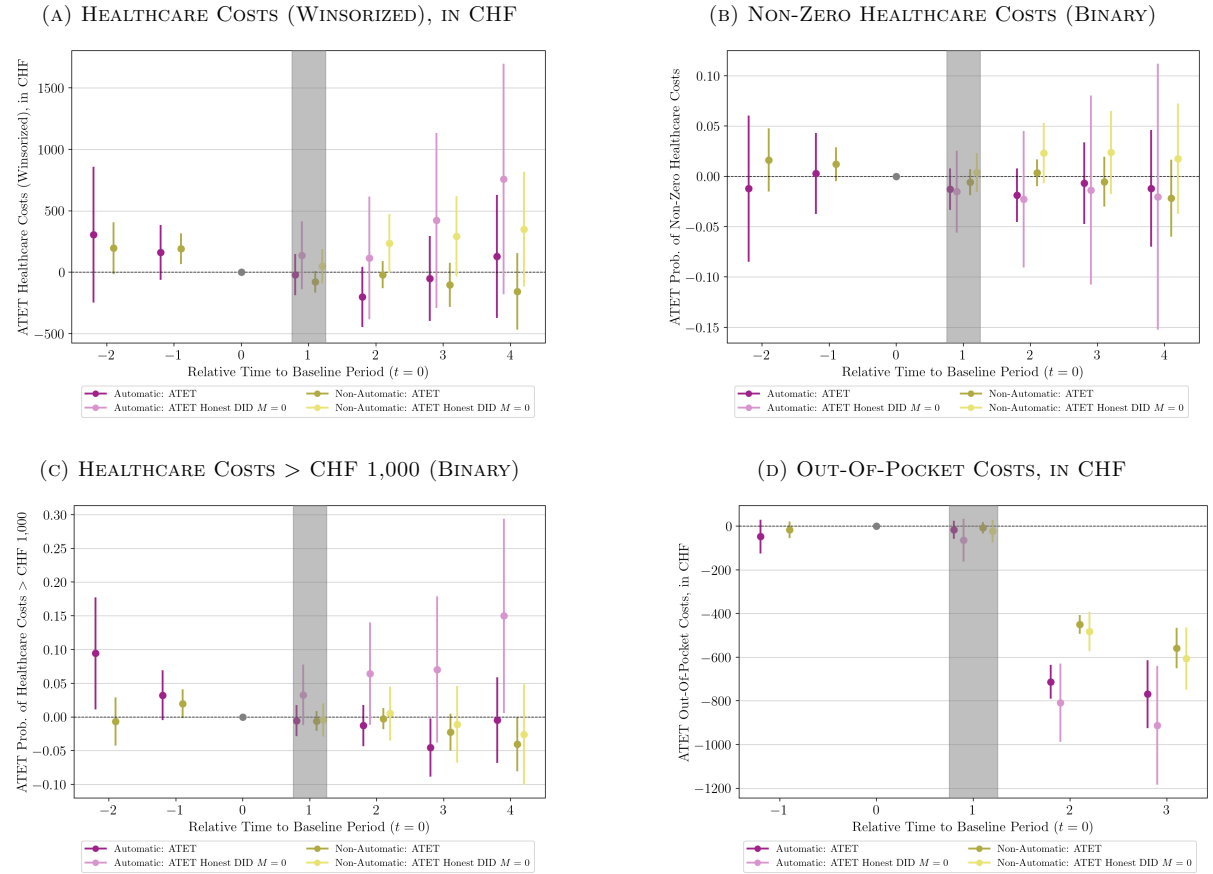 (A) Healthcare Costs (Winsorized), in CHF
ATET Healthcare Costs (Winsorized), in CHF
1500
1000
500
0
−500
−2 −1 0 1 2 3 4
Relative Time to Baseline Period (t = 0)
Automatic: ATET
Automatic: ATET Honest DID M = 0
Non-Automatic: ATET
Non-Automatic: ATET Honest DID M = 0
(B) Non-Zero Healthcare Costs (Binary)
ATET Prob. of Non-Zero Healthcare Costs
0.10
0.05
0.00
−0.05
−0.10
−0.15
−2 −1 0 1 2 3 4
Relative Time to Baseline Period (t = 0)
Automatic: ATET
Automatic: ATET Honest DID M = 0
Non-Automatic: ATET
Non-Automatic: ATET Honest DID M = 0
(C) Healthcare Costs > CHF 1,000 (Binary)
ATET Prob. of Healthcare Costs > CHF 1,000
0.30
0.25
0.20
0.15
0.10
0.05
0.00
−0.05
−0.10
−2 −1 0 1 2 3 4
Relative Time to Baseline Period (t = 0)
Automatic: ATET
Automatic: ATET Honest DID M = 0
Non-Automatic: ATET
Non-Automatic: ATET Honest DID M = 0
(D) Out-Of-Pocket Costs, in CHF
ATET Out-Of-Pocket Costs, in CHF
0
−200
−400
−600
−800
−1000
−1200
−1 0 1 2 3
Relative Time to Baseline Period (t = 0)
Automatic: ATET
Automatic: ATET Honest DID M = 0
Non-Automatic: ATET
Non-Automatic: ATET Honest DID M = 0